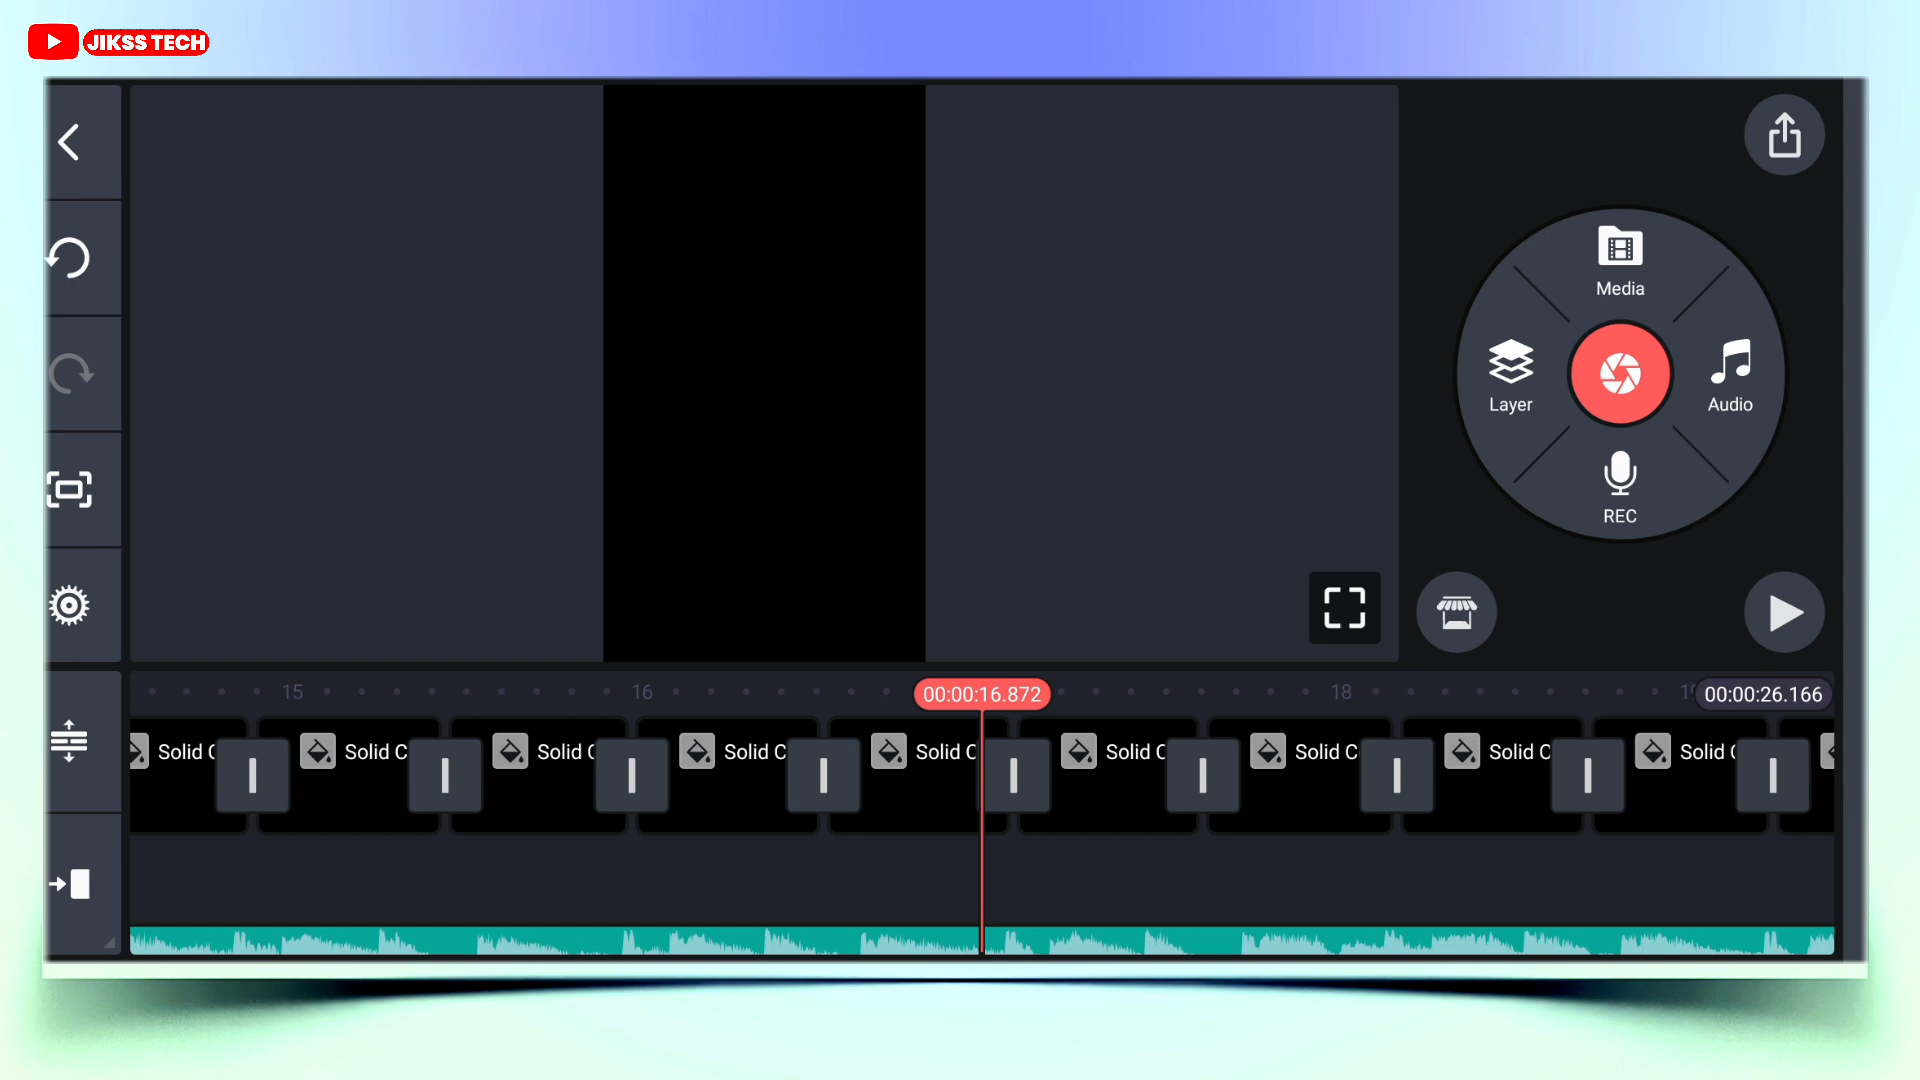 JIKSS TECH
Media
Layer
Audio
REC
15
16
00:00:16.872
18
00:00:26.166
Solid C
Solid C
Solid C
Solid C
Solid C
Solid C
Solid C
Solid C
Solid C